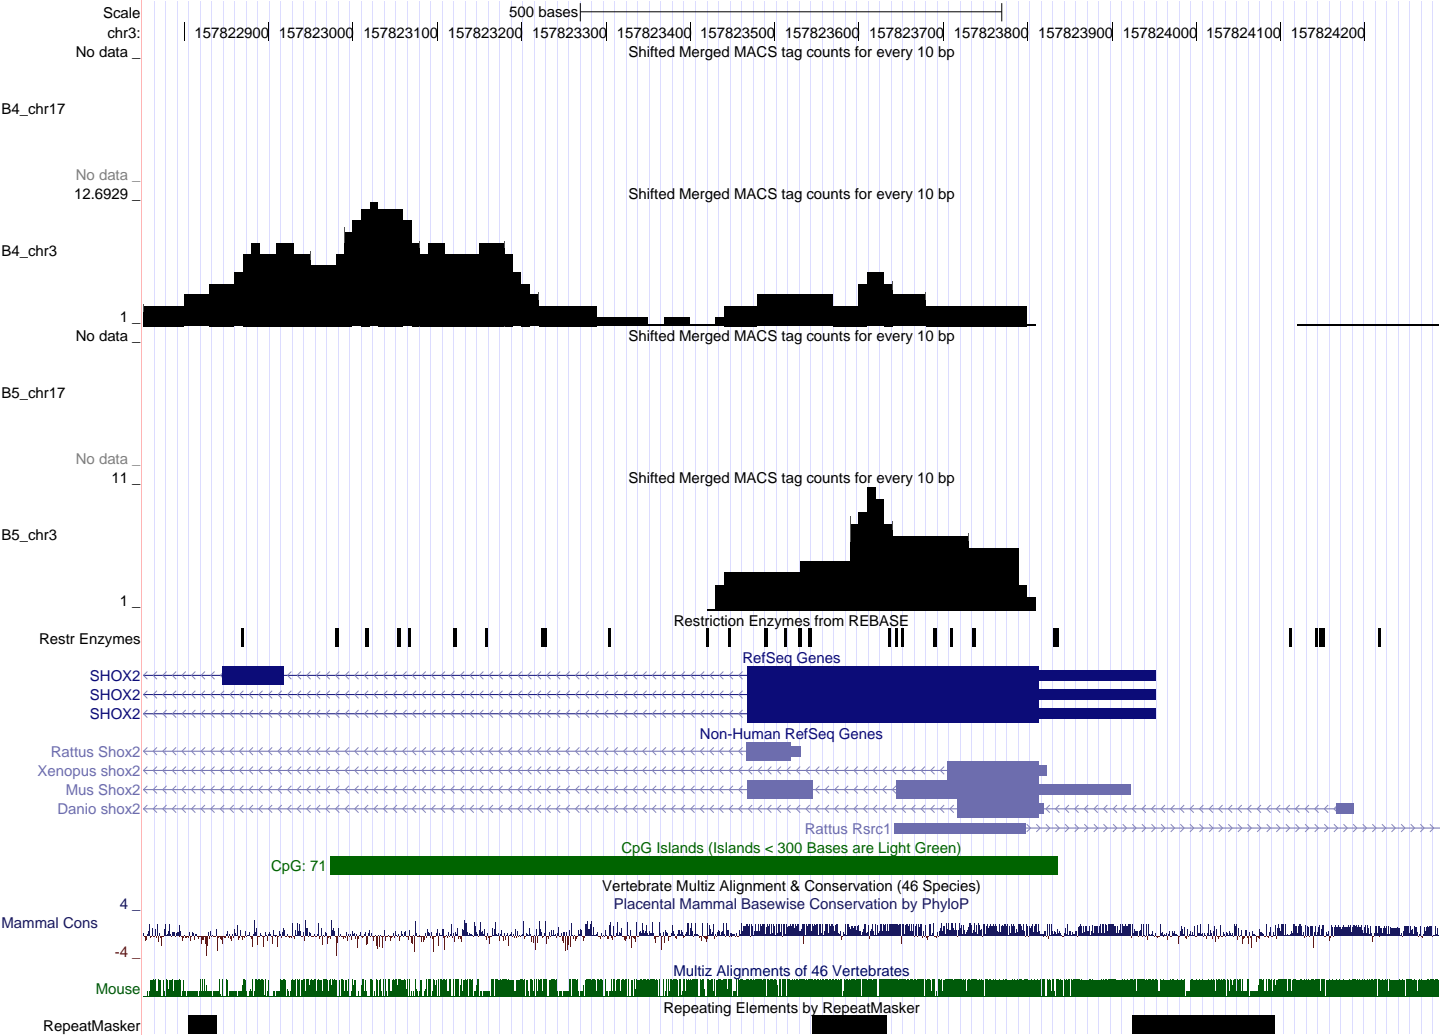 Scale 500 bases
chr3: 157822900 157823000 157823100 157823200 157823300 157823400 157823500 157823600 157823700 157823800 157823900 157824000 157824100 157824200
No data _ Shifted Merged MACS tag counts for every 10 bp
B4_chr17
No data _
12.6929 _ Shifted Merged MACS tag counts for every 10 bp
B4_chr3
1 _
No data _ Shifted Merged MACS tag counts for every 10 bp
B5_chr17
No data _
11 _ Shifted Merged MACS tag counts for every 10 bp
B5_chr3
1 _
Restriction Enzymes from REBASE
Restr Enzymes
RefSeq Genes
SHOX2
SHOX2
SHOX2
Non-Human RefSeq Genes
Rattus Shox2
Xenopus shox2
Mus Shox2
Danio shox2
Rattus Rsrc1
CpG Islands (Islands < 300 Bases are Light Green)
CpG: 71
Vertebrate Multiz Alignment & Conservation (46 Species)
4 _ Placental Mammal Basewise Conservation by PhyloP
Mammal Cons
-4 _
Multiz Alignments of 46 Vertebrates
Mouse
Repeating Elements by RepeatMasker
RepeatMasker